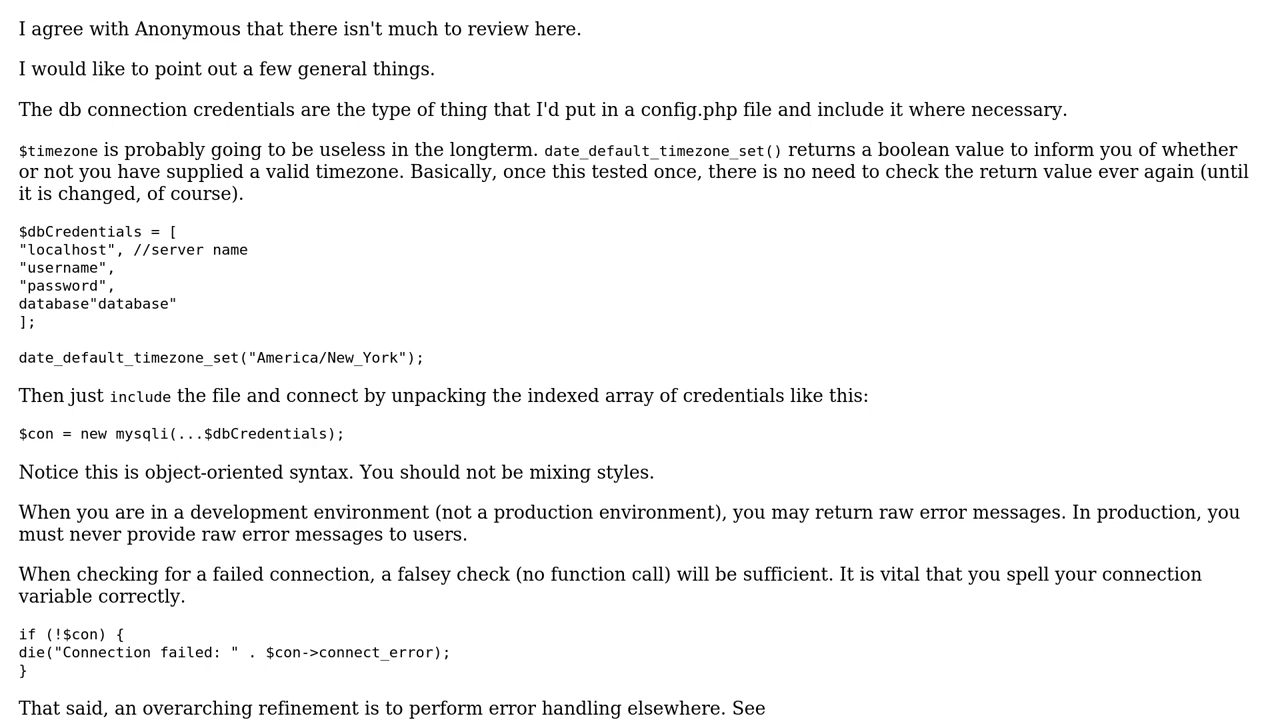 I agree with Anonymous that there isn't much to review here.
I would like to point out a few general things.
The db connection credentials are the type of thing that I'd put in a config.php file and include it where necessary.
$timezone is probably going to be useless in the longterm. date_default_timezone_set() returns a boolean value to inform you of whether
or not you have supplied a valid timezone. Basically, once this tested once, there is no need to check the return value ever again (until
it is changed, of course).
$dbCredentials = [
"localhost", //server name
"username",
"password",
database"database"
];
date_default_timezone_set("America/New_York");
Then just include the file and connect by unpacking the indexed array of credentials like this:
$con = new mysqli(...$dbCredentials);
Notice this is object-oriented syntax. You should not be mixing styles.
When you are in a development environment (not a production environment), you may return raw error messages. In production, you
must never provide raw error messages to users.
When checking for a failed connection, a falsey check (no function call) will be sufficient. It is vital that you spell your connection
variable correctly.
if (!$con) {
die("Connection failed: " . $con->connect_error);
}
That said, an overarching refinement is to perform error handling elsewhere. See